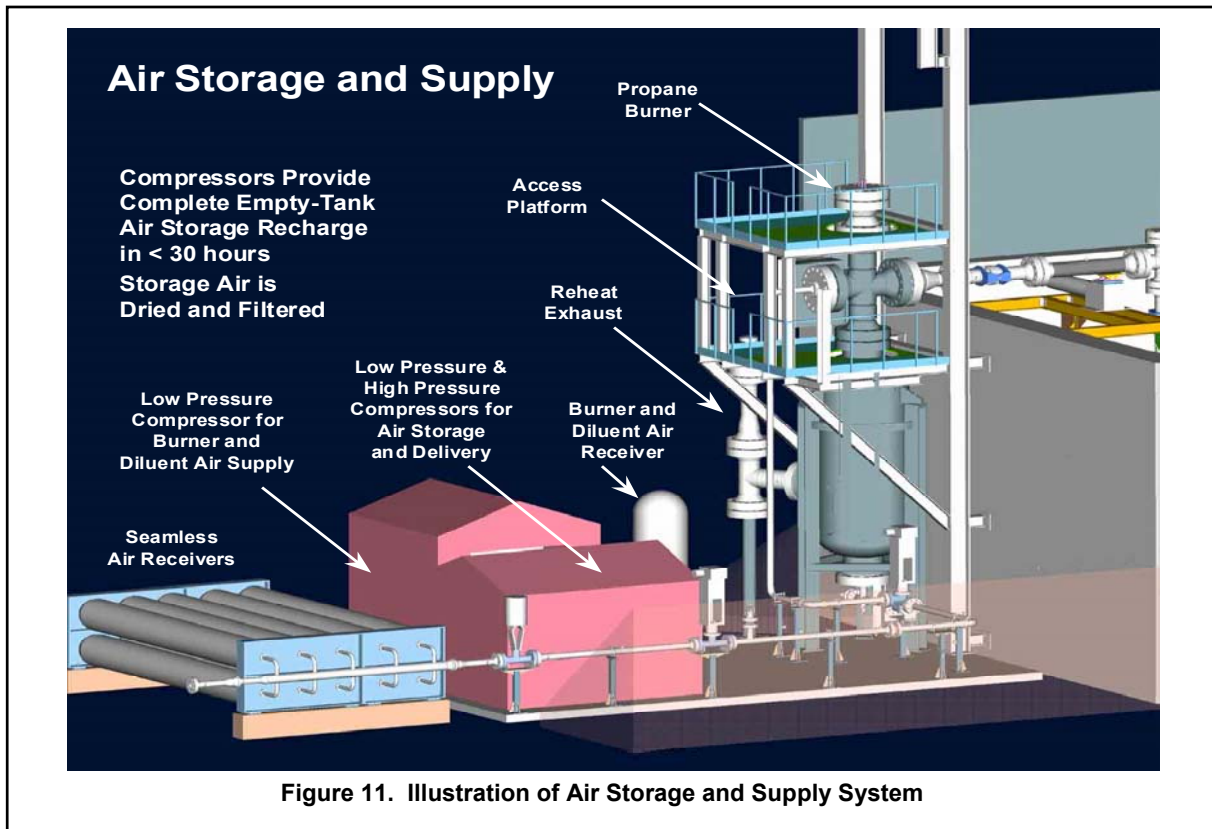 Air Storage and Supply
Compressors Provide
Complete Empty-Tank
Air Storage Recharge
in < 30 hours
Storage Air is
Dried and Filtered
Propane
Burner
Access
Platform
Reheat
Exhaust
Low Pressure &
High Pressure
Compressors for
Air Storage
and Delivery
Burner and
Diluent Air
Receiver
Low Pressure
Compressor for
Burner and
Diluent Air Supply
Seamless
Air Receivers
Figure 11. Illustration of Air Storage and Supply System